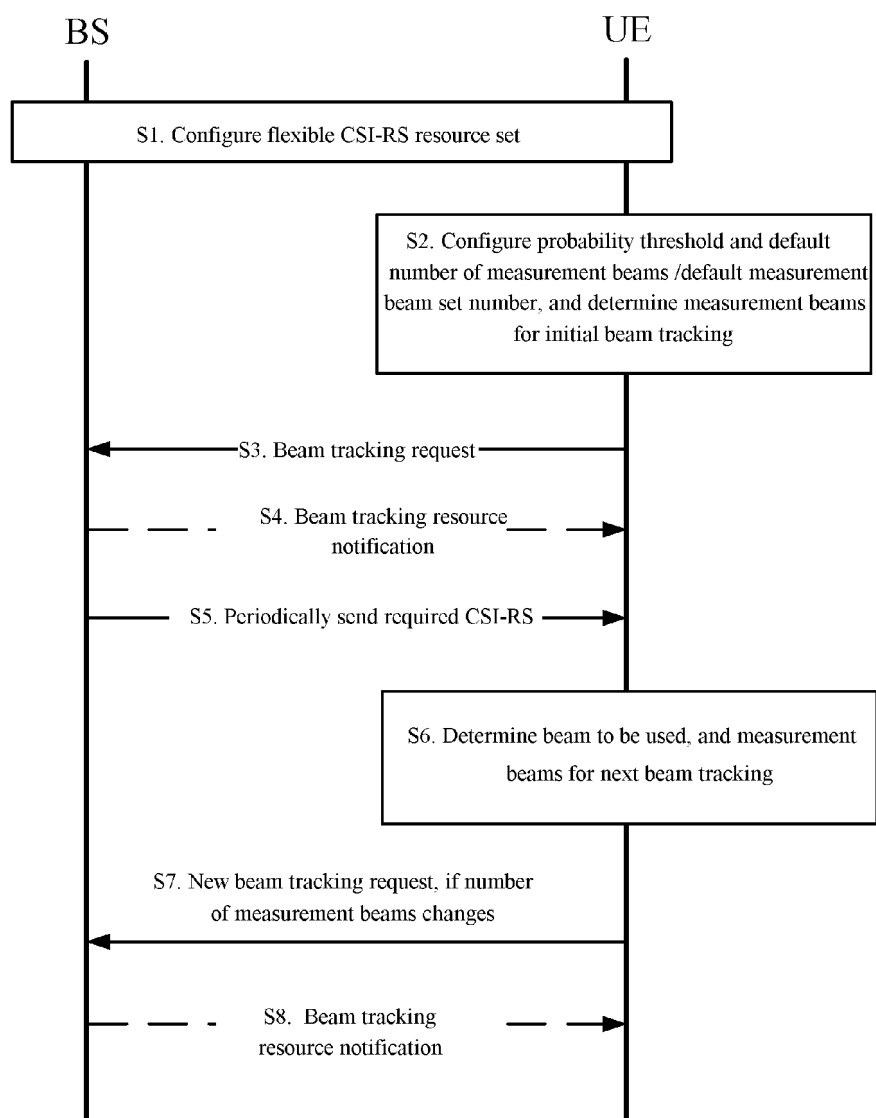 BS
UE
S1. Configure flexible CSI-RS resource set
S2. Configure probability threshold and default
number of measurement beams /default measurement
beam set number, and determine measurement beams
for initial beam tracking
S3. Beam tracking request
S4. Beam tracking resource
notification
S5. Periodically send required CSI-RS
S6. Determine beam to be used, and measurement
beams for next beam tracking
S7. New beam tracking request, if number
of measurement beams changes
S8. Beam tracking
resource notification